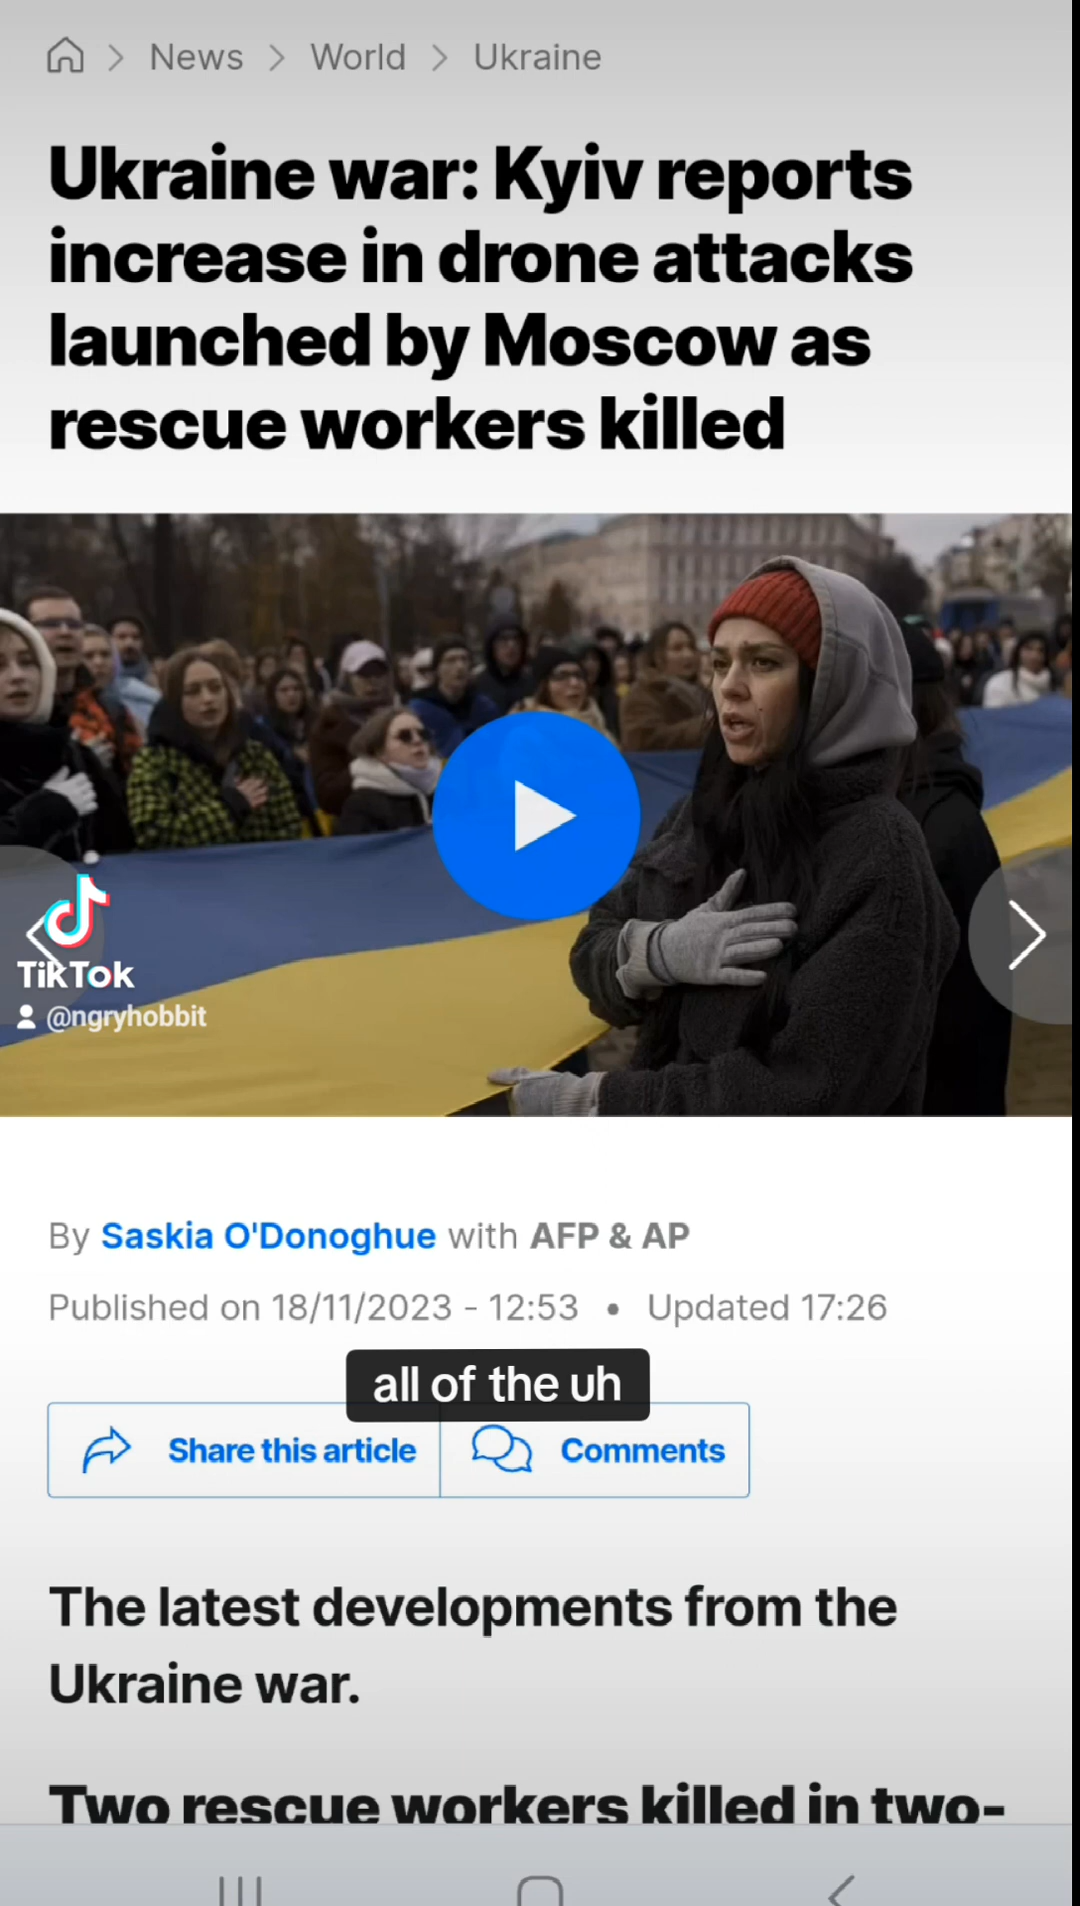 News > World > Ukraine
Ukraine war: Kyiv reports
increase in drone attacks
launched by Moscow as
rescue workers killed
TikTok
@ngryhobbit
By Saskia O'Donoghue with AFP & AP
Published on 18/11/2023 - 12:53 • Updated 17:26
all of the uh
Share this article
Comments
The latest developments from the
Ukraine war.
Two rescue workers killed in two-